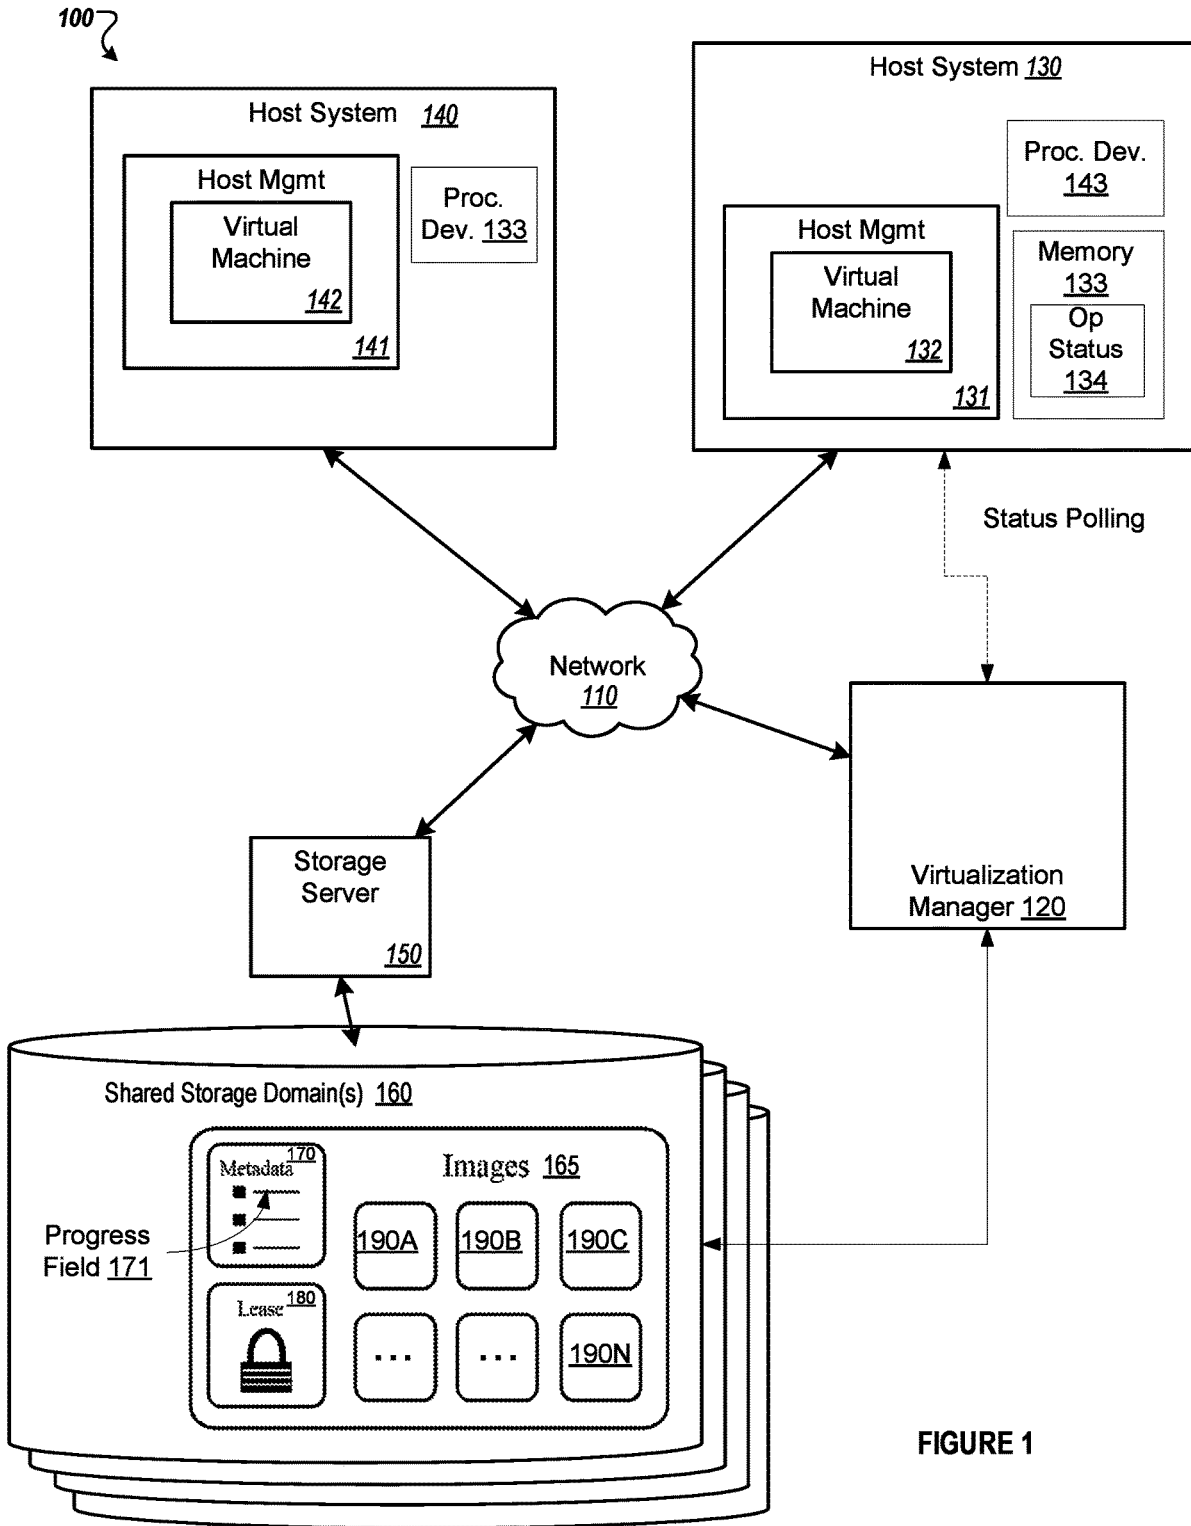 100
Host System 140
Host Mgmt
Virtual
Machine
142
141
Proc.
Dev. 133
Host System 130
Proc. Dev.
143
Host Mgmt
Virtual
Machine
132
131
Memory
133
Op
Status
134
Status Polling
Network
110
Storage
Server
150
Virtualization
Manager 120
Shared Storage Domain(s) 160
170
Metadata
Images 165
Progress
Field 171
190A 190B 190C
180
Lease
... ... 190N
FIGURE 1